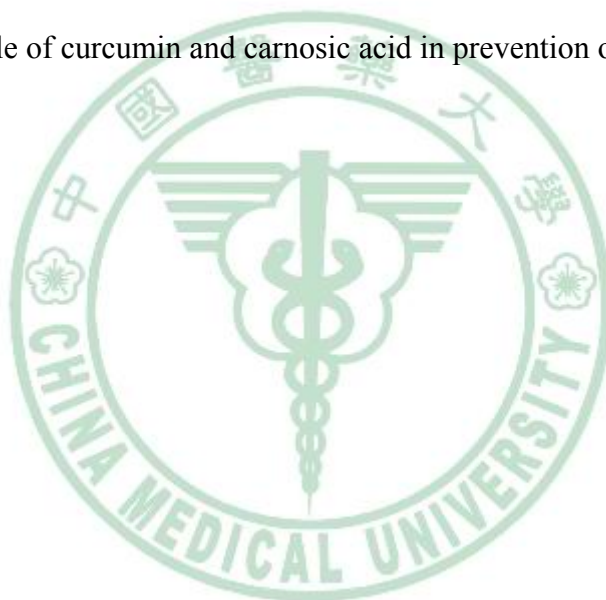 le of curcumin and carnosic acid in prevention o
中國醫藥大學
CHINA MEDICAL UNIVERSITY